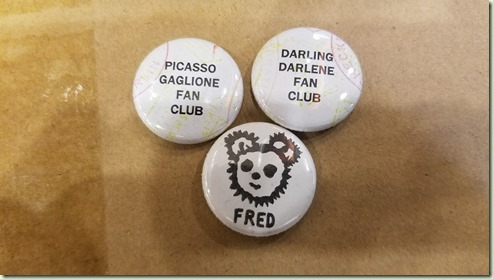 PICASSO
GAGLIONE
FAN
CLUB
DARLING
DARLENE
FAN
CLUB
FRED